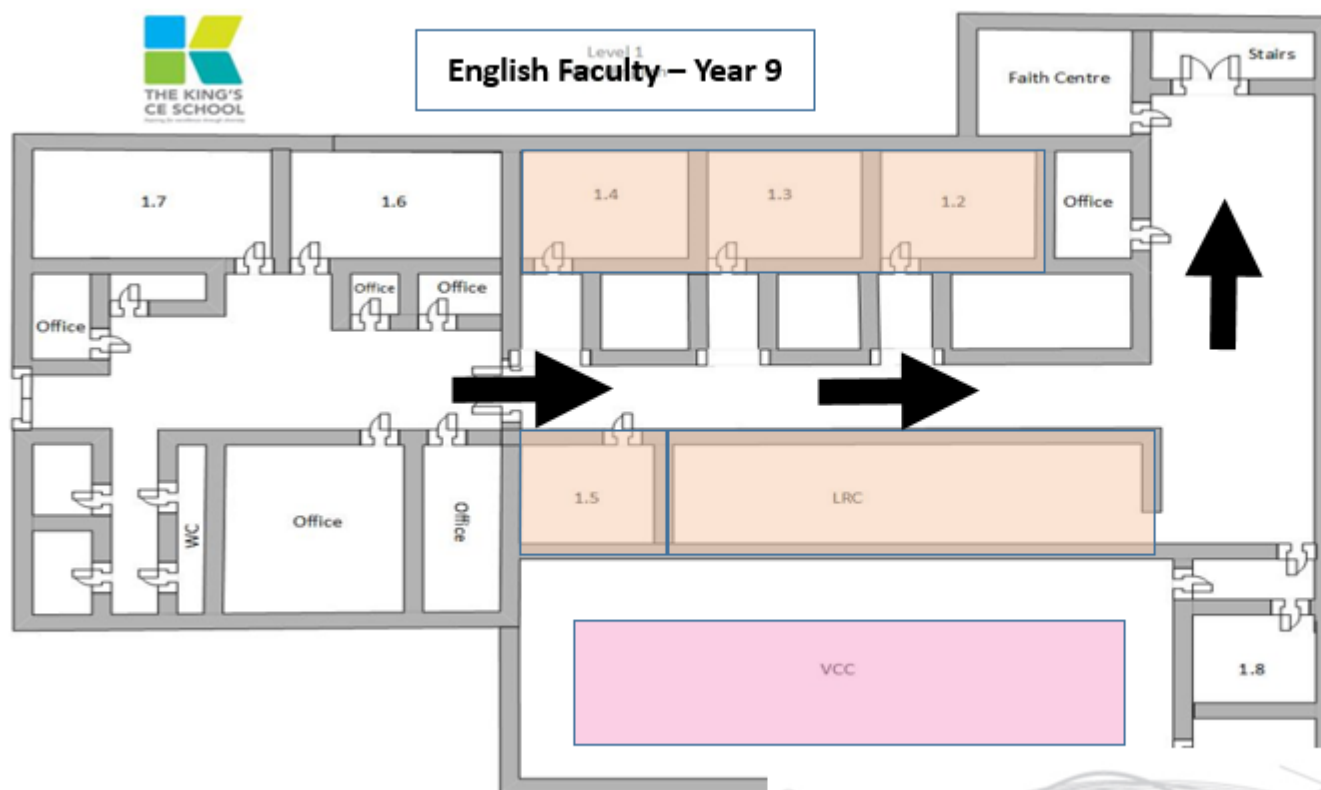 THE KING'S
CE SCHOOL
Level 1
English Faculty – Year 9
Stairs
Faith Centre
1.7
1.6
1.4
1.3
1.2
Office
Office
Office
Office
1.5
LRC
Office
Office
WC
VCC
1.8